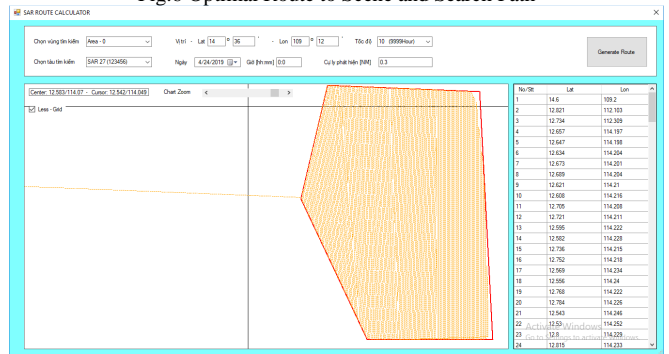 Fig.6 Optimal Route to Scene and Search Path
SAR ROUTE CALCULATOR
Chọn vùng tìm kiếm Area - 0 Vị trí - Lat 14 º 36 ' - Lon 109 º 12 ' Tốc độ 10 (9999Hour)
Generate Route
Chọn tàu tìm kiếm SAR 27 (123456) Ngày 4/24/2019 Giờ [hh:mm] 0:0 Cự ly phát hiện [NM] 0.3
Center: 12.583/114.07 - Cursor: 12.542/114.049 Chart Zoom
Less - Grid
No/Stt Lat Lon
1 14.6 109.2
2 12.821 112.103
3 12.734 112.309
4 12.657 114.197
5 12.647 114.198
6 12.634 114.204
7 12.673 114.201
8 12.689 114.204
9 12.621 114.21
10 12.608 114.216
11 12.705 114.208
12 12.721 114.211
13 12.595 114.222
14 12.582 114.228
15 12.736 114.215
16 12.752 114.218
17 12.569 114.234
18 12.556 114.24
19 12.768 114.222
20 12.784 114.226
21 12.543 114.246
22 12.53 114.252
23 12.8 114.229
24 12.815 114.233
Activate Windows
Go to Settings to activate Windows.